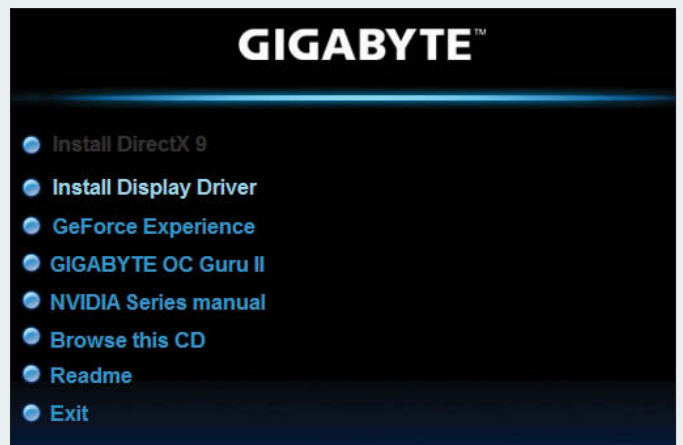 GIGABYTE™
Install DirectX 9
Install Display Driver
GeForce Experience
GIGABYTE OC Guru II
NVIDIA Series manual
Browse this CD
Readme
Exit